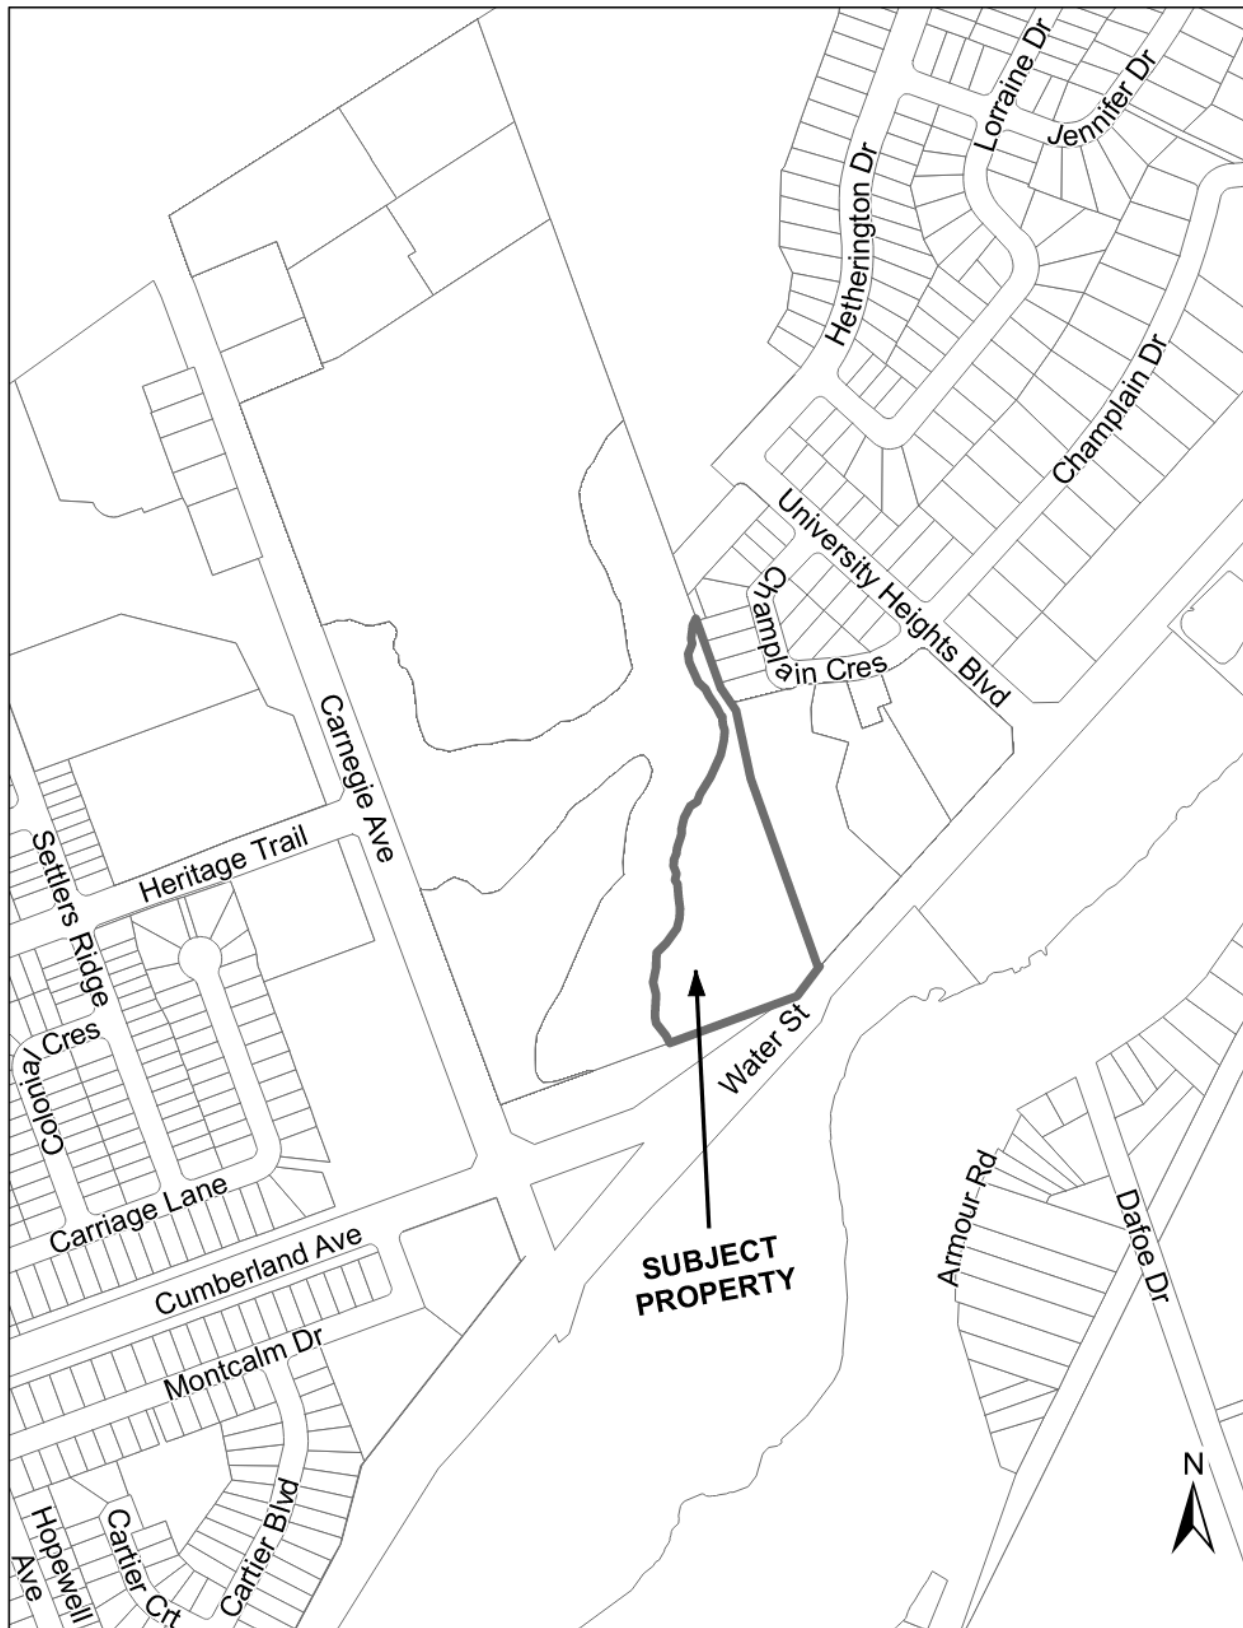 Lorraine Dr
Jennifer Dr
Hetherington Dr
Champlain Dr
University Heights Blvd
Champlain Cres
Carnegie Ave
Heritage Trail
Settlers Ridge
Colonial Cres
Water St
Carriage Lane
Armour Rd
Dafoe Dr
SUBJECT
PROPERTY
Cumberland Ave
Montcalm Dr
N
Cartier Blvd
Cartier Crt
Hopewell
Ave